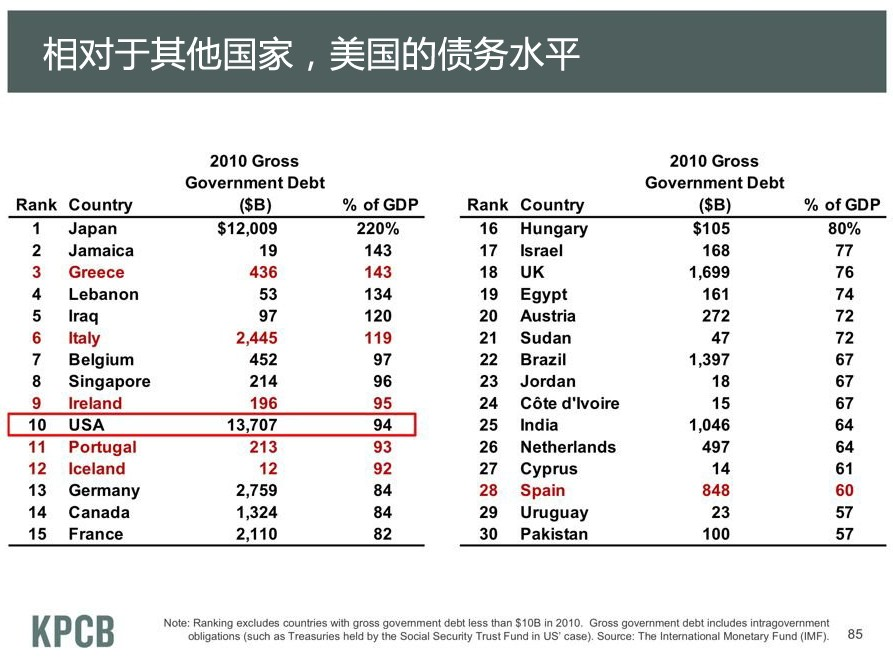 相对于其他国家，美国的债务水平
2010 Gross
Government Debt
Rank Country ($B) % of GDP
1 Japan $12,009 220%
2 Jamaica 19 143
3 Greece 436 143
4 Lebanon 53 134
5 Iraq 97 120
6 Italy 2,445 119
7 Belgium 452 97
8 Singapore 214 96
9 Ireland 196 95
10 USA 13,707 94
11 Portugal 213 93
12 Iceland 12 92
13 Germany 2,759 84
14 Canada 1,324 84
15 France 2,110 82
2010 Gross
Government Debt
Rank Country ($B) % of GDP
16 Hungary $105 80%
17 Israel 168 77
18 UK 1,699 76
19 Egypt 161 74
20 Austria 272 72
21 Sudan 47 72
22 Brazil 1,397 67
23 Jordan 18 67
24 Côte d'Ivoire 15 67
25 India 1,046 64
26 Netherlands 497 64
27 Cyprus 14 61
28 Spain 848 60
29 Uruguay 23 57
30 Pakistan 100 57
KPCB
Note: Ranking excludes countries with gross government debt less than $10B in 2010. Gross government debt includes intragovernment
obligations (such as Treasuries held by the Social Security Trust Fund in US' case). Source: The International Monetary Fund (IMF).
85